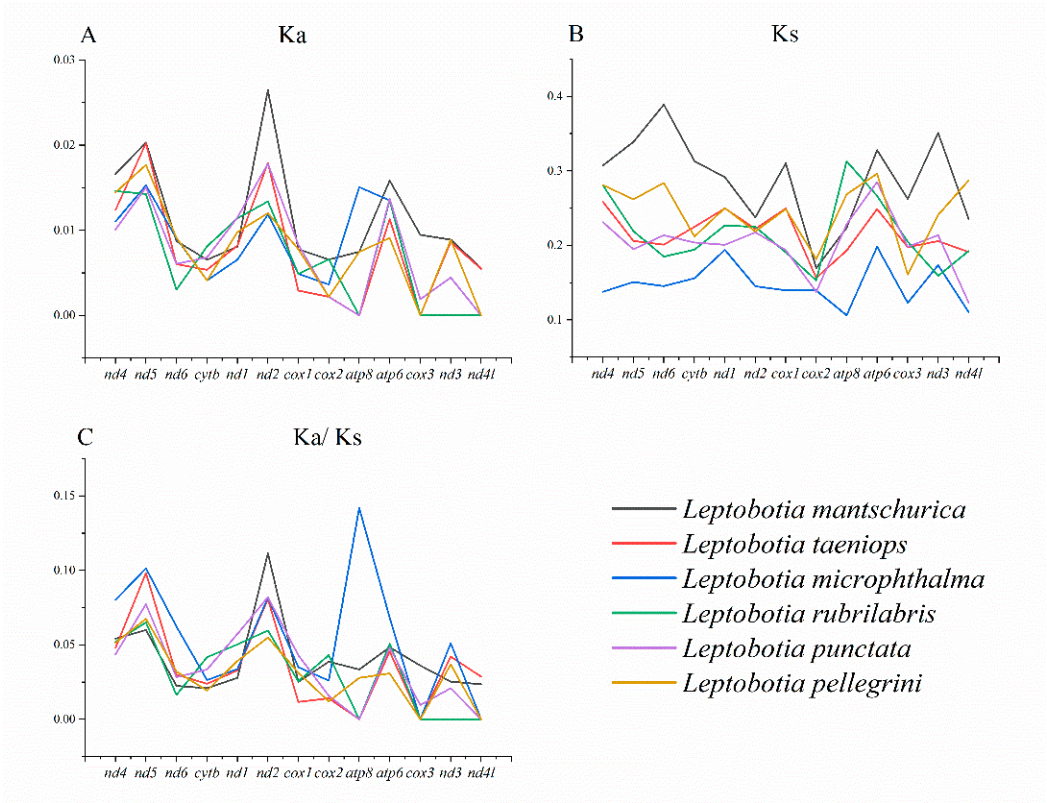 A
Ka
0.03
0.02
0.01
0.00
nd4 nd5 nd6 cytb nd1 nd2 cox1 cox2 atp8 atp6 cox3 nd3 nd4l
B
Ks
0.4
0.3
0.2
0.1
nd4 nd5 nd6 cytb nd1 nd2 cox1 cox2 atp8 atp6 cox3 nd3 nd4l
C
Ka/ Ks
0.15
0.10
0.05
0.00
nd4 nd5 nd6 cytb nd1 nd2 cox1 cox2 atp8 atp6 cox3 nd3 nd4l
Leptobotia mantschurica
Leptobotia taeniops
Leptobotia microphthalma
Leptobotia rubrilabris
Leptobotia punctata
Leptobotia pellegrini